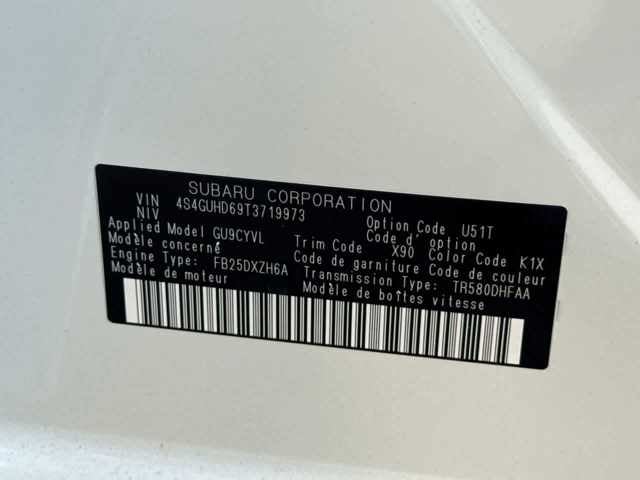 SUBARU CORPORATION
VIN 4S4GUHD69T3719973
NIV
Applied Model GU9CYVL Option Code U51T
Modèle concerné Trim Code X90 Code d' option
Engine Type: FB25DXZH6A Code de garniture Color Code K1X
Modèle de moteur Transmission Type: Code de couleur
Modèle de boîtes vitesse TR580DHFAA